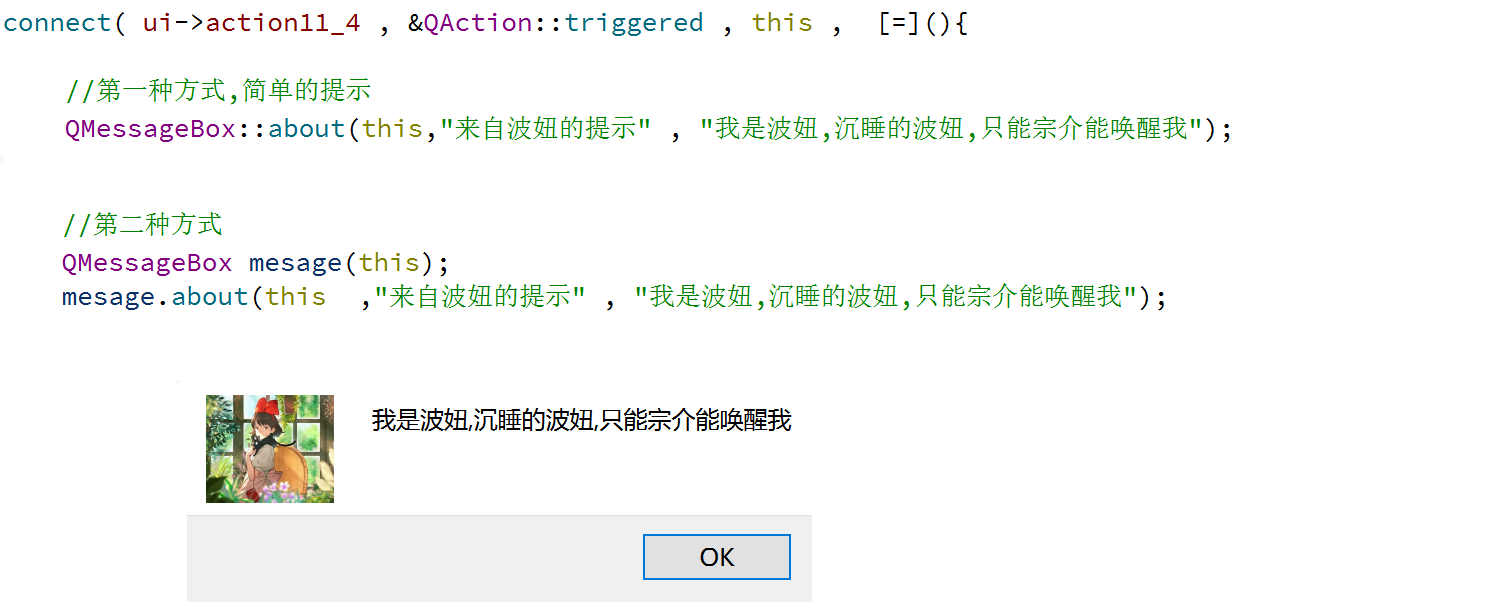 connect( ui->action11_4 , &QAction::triggered , this ,  [=](){
//第一种方式,简单的提示
QMessageBox::about(this,"来自波妞的提示" , "我是波妞,沉睡的波妞,只能宗介能唤醒我");
//第二种方式
QMessageBox mesage(this);
mesage.about(this  ,"来自波妞的提示" , "我是波妞,沉睡的波妞,只能宗介能唤醒我");
我是波妞,沉睡的波妞,只能宗介能唤醒我
OK